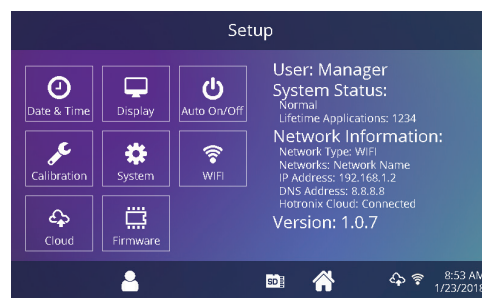 Setup
Date & Time
Display
Auto On/Off
Calibration
System
WIFI
Cloud
Firmware
User: Manager
System Status:
Normal
Lifetime Applications: 1234
Network Information:
Network Type: WIFI
Networks: Network Name
IP Address: 192.168.1.2
DNS Address: 8.8.8.8
Hotronix Cloud: Connected
Version: 1.0.7
SD
8:53 AM
1/23/2018